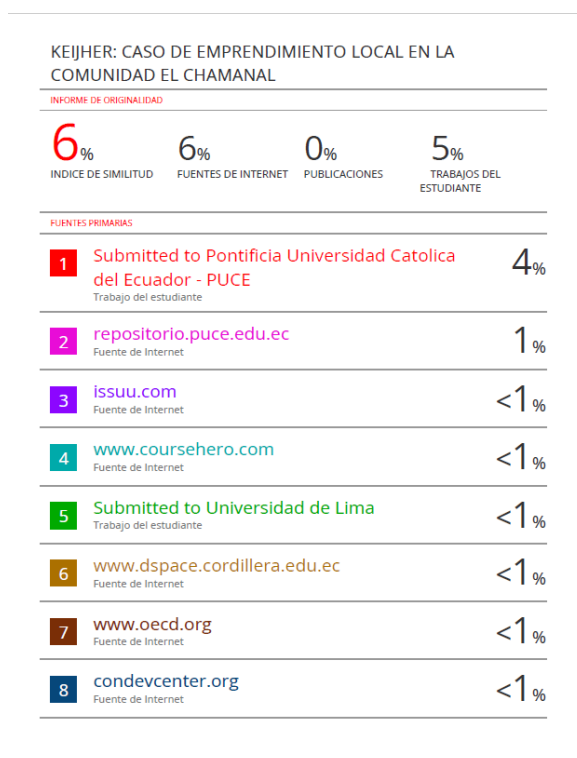 KEIJHER: CASO DE EMPRENDIMIENTO LOCAL EN LA
COMUNIDAD EL CHAMANAL
INFORME DE ORIGINALIDAD
6% 6% 0% 5%
INDICE DE SIMILITUD FUENTES DE INTERNET PUBLICACIONES TRABAJOS DEL
ESTUDIANTE
FUENTES PRIMARIAS
1 Submitted to Pontificia Universidad Catolica 4%
del Ecuador - PUCE
Trabajo del estudiante
2 repositorio.puce.edu.ec 1%
Fuente de Internet
3 issuu.com <1%
Fuente de Internet
4 www.coursehero.com <1%
Fuente de Internet
5 Submitted to Universidad de Lima <1%
Trabajo del estudiante
6 www.dspace.cordillera.edu.ec <1%
Fuente de Internet
7 www.oecd.org <1%
Fuente de Internet
8 condevcenter.org <1%
Fuente de Internet